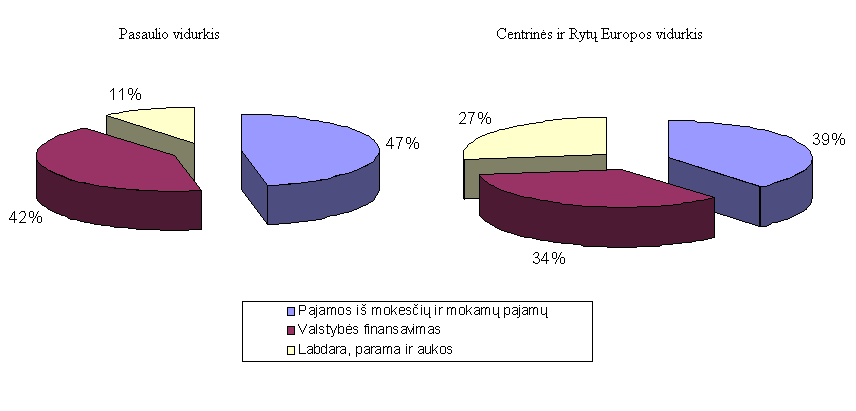 Pasaulio vidurkis
11%
47%
42%
Centrinės ir Rytų Europos vidurkis
27%
39%
34%
Pajamos iš mokesčių ir mokamų pajamų
Valstybės finansavimas
Labdara, parama ir aukos